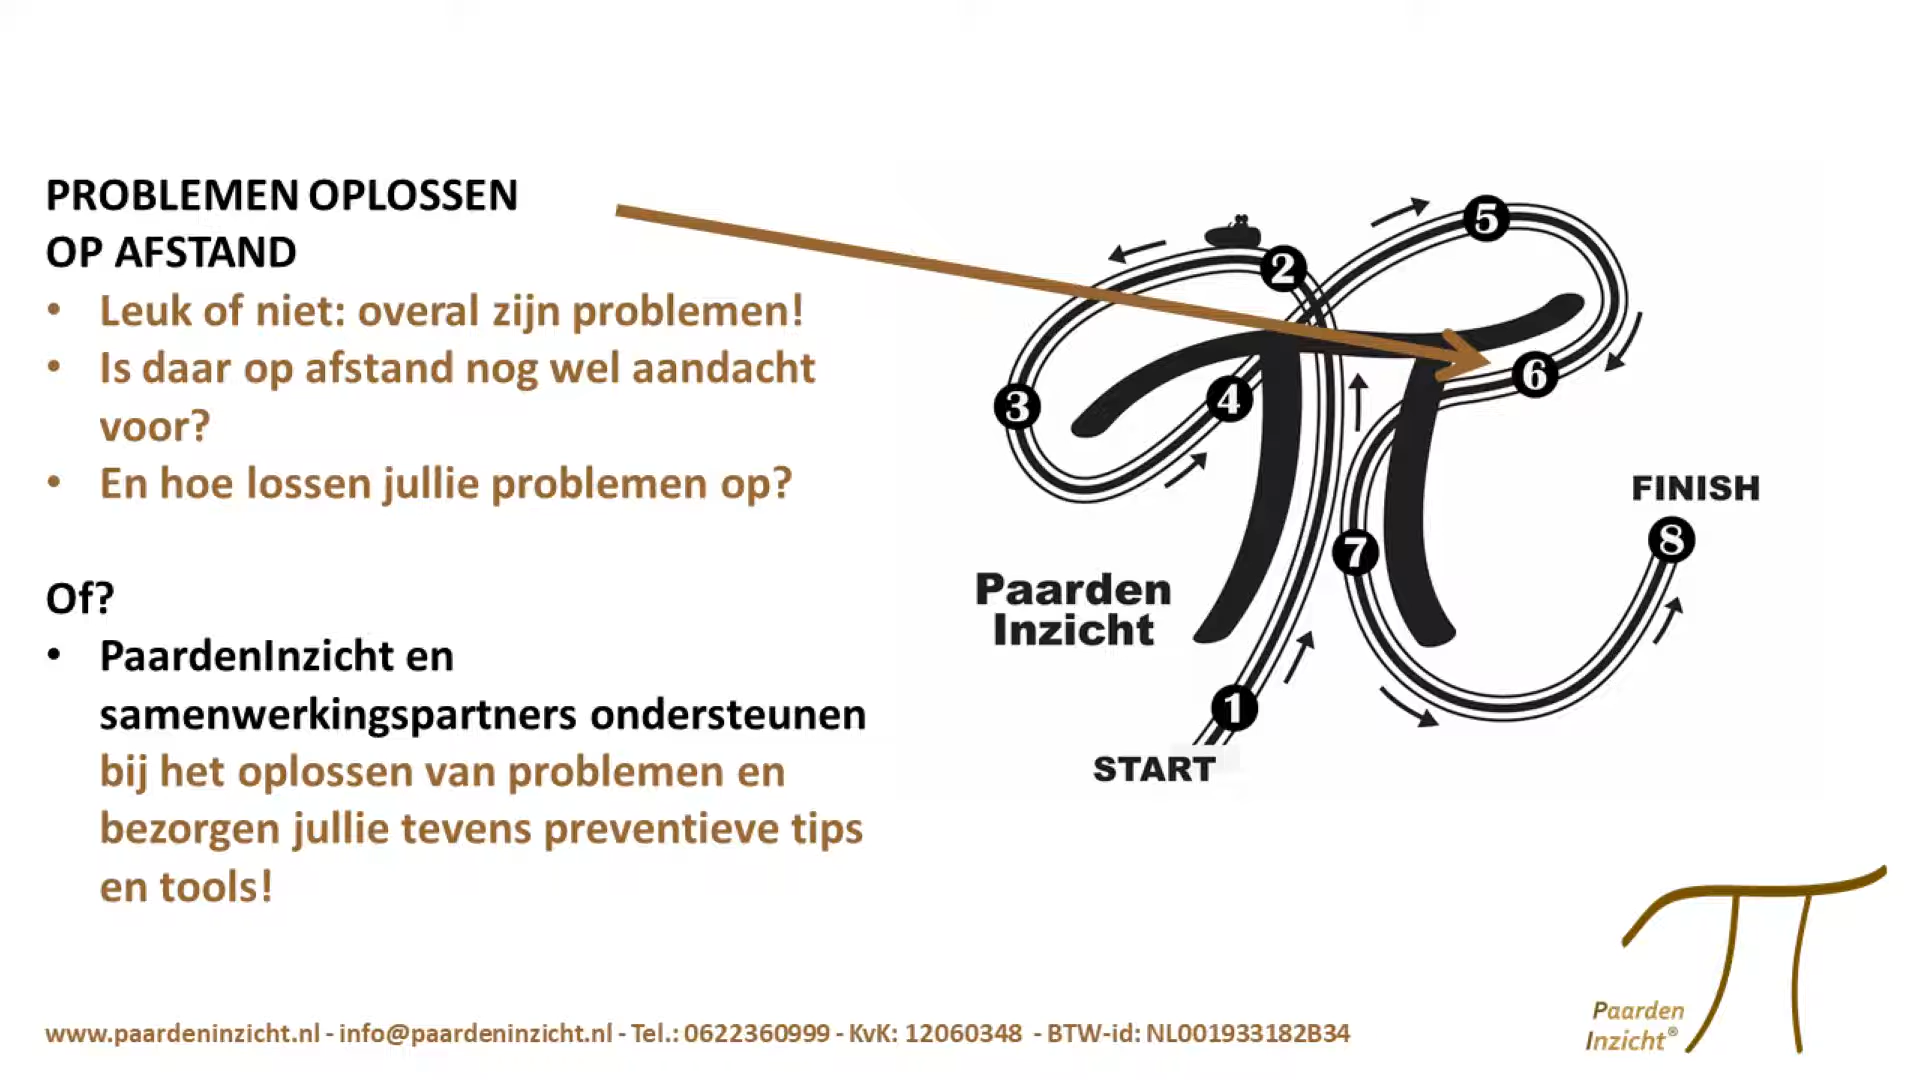 PROBLEMEN OPLOSSEN
OP AFSTAND
• Leuk of niet: overal zijn problemen!
• Is daar op afstand nog wel aandacht
voor?
• En hoe lossen jullie problemen op?
Of?
• PaardenInzicht en
samenwerkingspartners ondersteunen
bij het oplossen van problemen en
bezorgen jullie tevens preventieve tips
en tools!
5
2
6
4
3
FINISH
8
7
Paarden
Inzicht
1
START
Paarden
Inzicht®
www.paardeninzicht.nl - info@paardeninzicht.nl - Tel.: 0622360999 - KvK: 12060348 - BTW-id: NL001933182B34